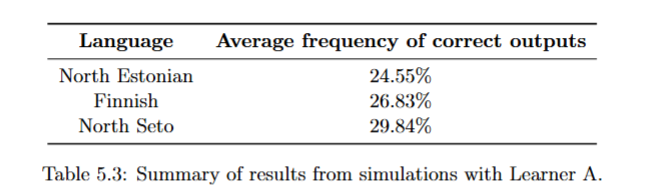 Language Average frequency of correct outputs
North Estonian 24.55%
Finnish 26.83%
North Seto 29.84%
Table 5.3: Summary of results from simulations with Learner A.